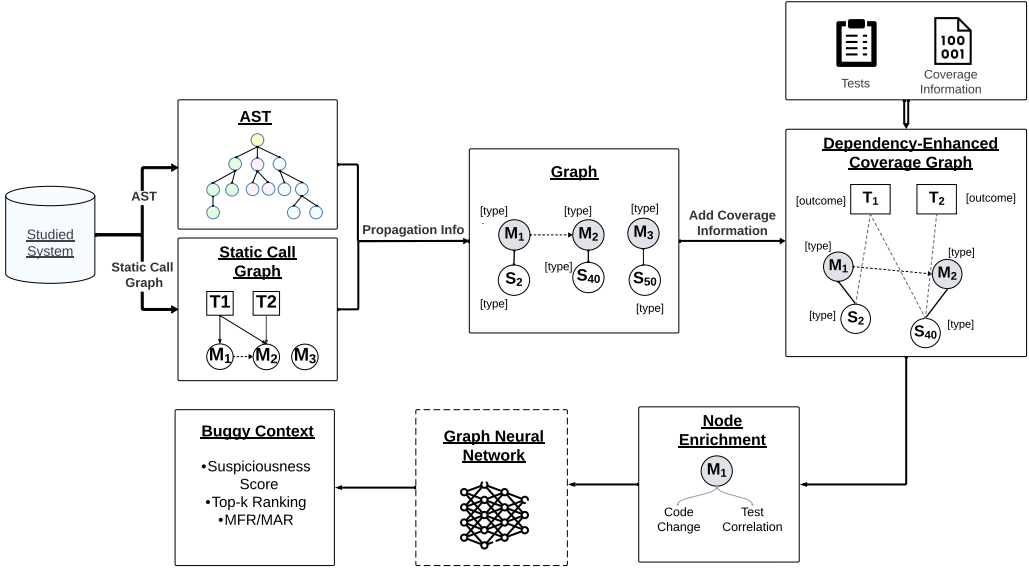 Studied
System
AST
Static Call
Graph
AST
Static Call
Graph
T1
T2
M1
M2
M3
Propagation Info
Graph
[type]
[type]
[type]
M1
M2
M3
[type]
S2
S40
S50
[type]
[type]
Add Coverage
Information
Tests
Coverage
Information
100
001
Dependency-Enhanced
Coverage Graph
[outcome]
T1
T2
[outcome]
[type]
[type]
M1
M2
[type]
S2
S40
[type]
Node
Enrichment
M1
Code
Change
Test
Correlation
Graph Neural
Network
Buggy Context
•Suspiciousness
Score
•Top-k Ranking
•MFR/MAR